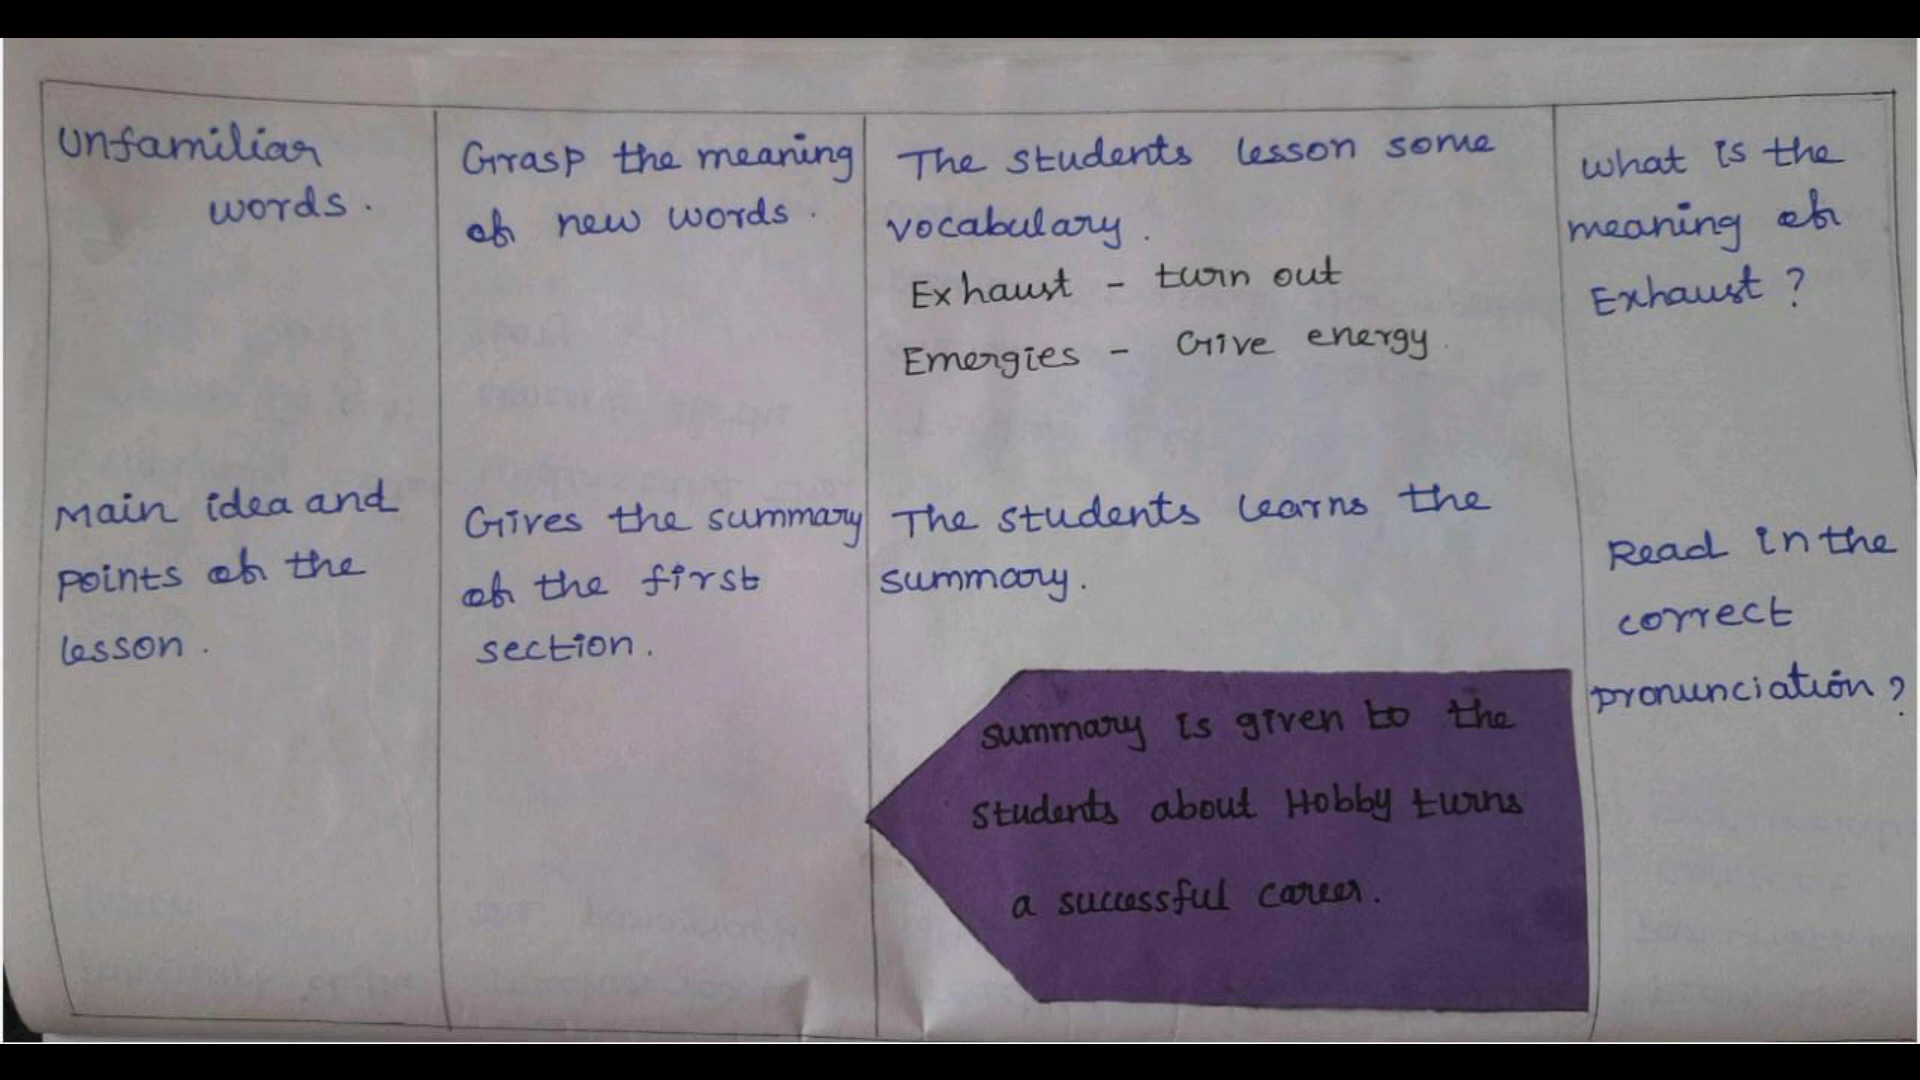 Unfamiliar
words.
Grasp the meaning
of new words.
The students lesson some
vocabulary.
Exhaust - turn out
Emergies - Give energy.
What is the
meaning of
Exhaust?
Main idea and
points of the
lesson.
Gives the summary
of the first
section.
The students learns the
summary.
summary is given to the
students about Hobby turns
a successful career.
Read in the
correct
pronunciation?